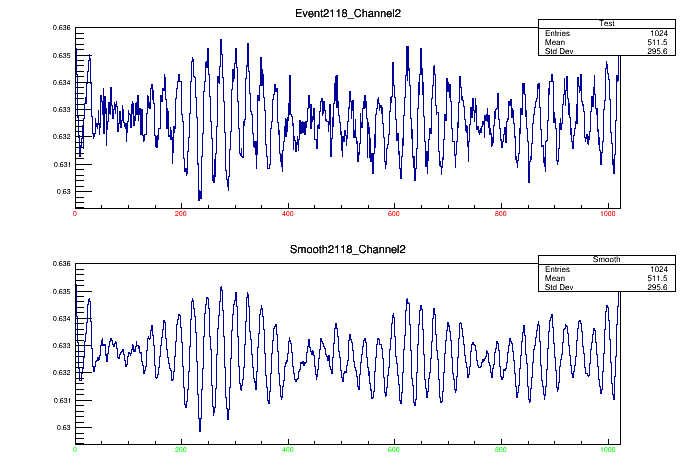 Event2118_Channel2
Test
Entries 1024
Mean 511.5
Std Dev 295.6
0.636
0.635
0.634
0.633
0.632
0.631
0.63
0 200 400 600 800 1000
Smooth2118_Channel2
Smooth
Entries 1024
Mean 511.5
Std Dev 295.6
0.636
0.635
0.634
0.633
0.632
0.631
0.63
0 200 400 600 800 1000